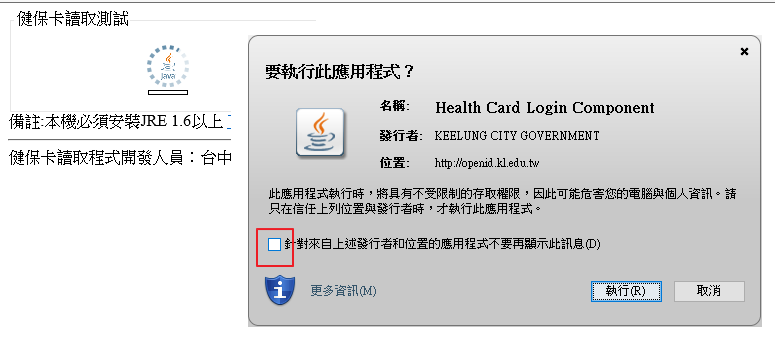 健保卡讀取測試
Java
備註:本機必須安裝JRE 1.6以上
健保卡讀取程式開發人員：台中
要執行此應用程式？
名稱: Health Card Login Component
發行者: KEELUNG CITY GOVERNMENT
位置: http://openid.kl.edu.tw
此應用程式執行時，將具有不受限制的存取權限，因此可能危害您的電腦與個人資訊。請
只在信任上列位置與發行者時，才執行此應用程式。
針對來自上述發行者和位置的應用程式不要再顯示此訊息(D)
更多資訊(M)
執行(R)
取消